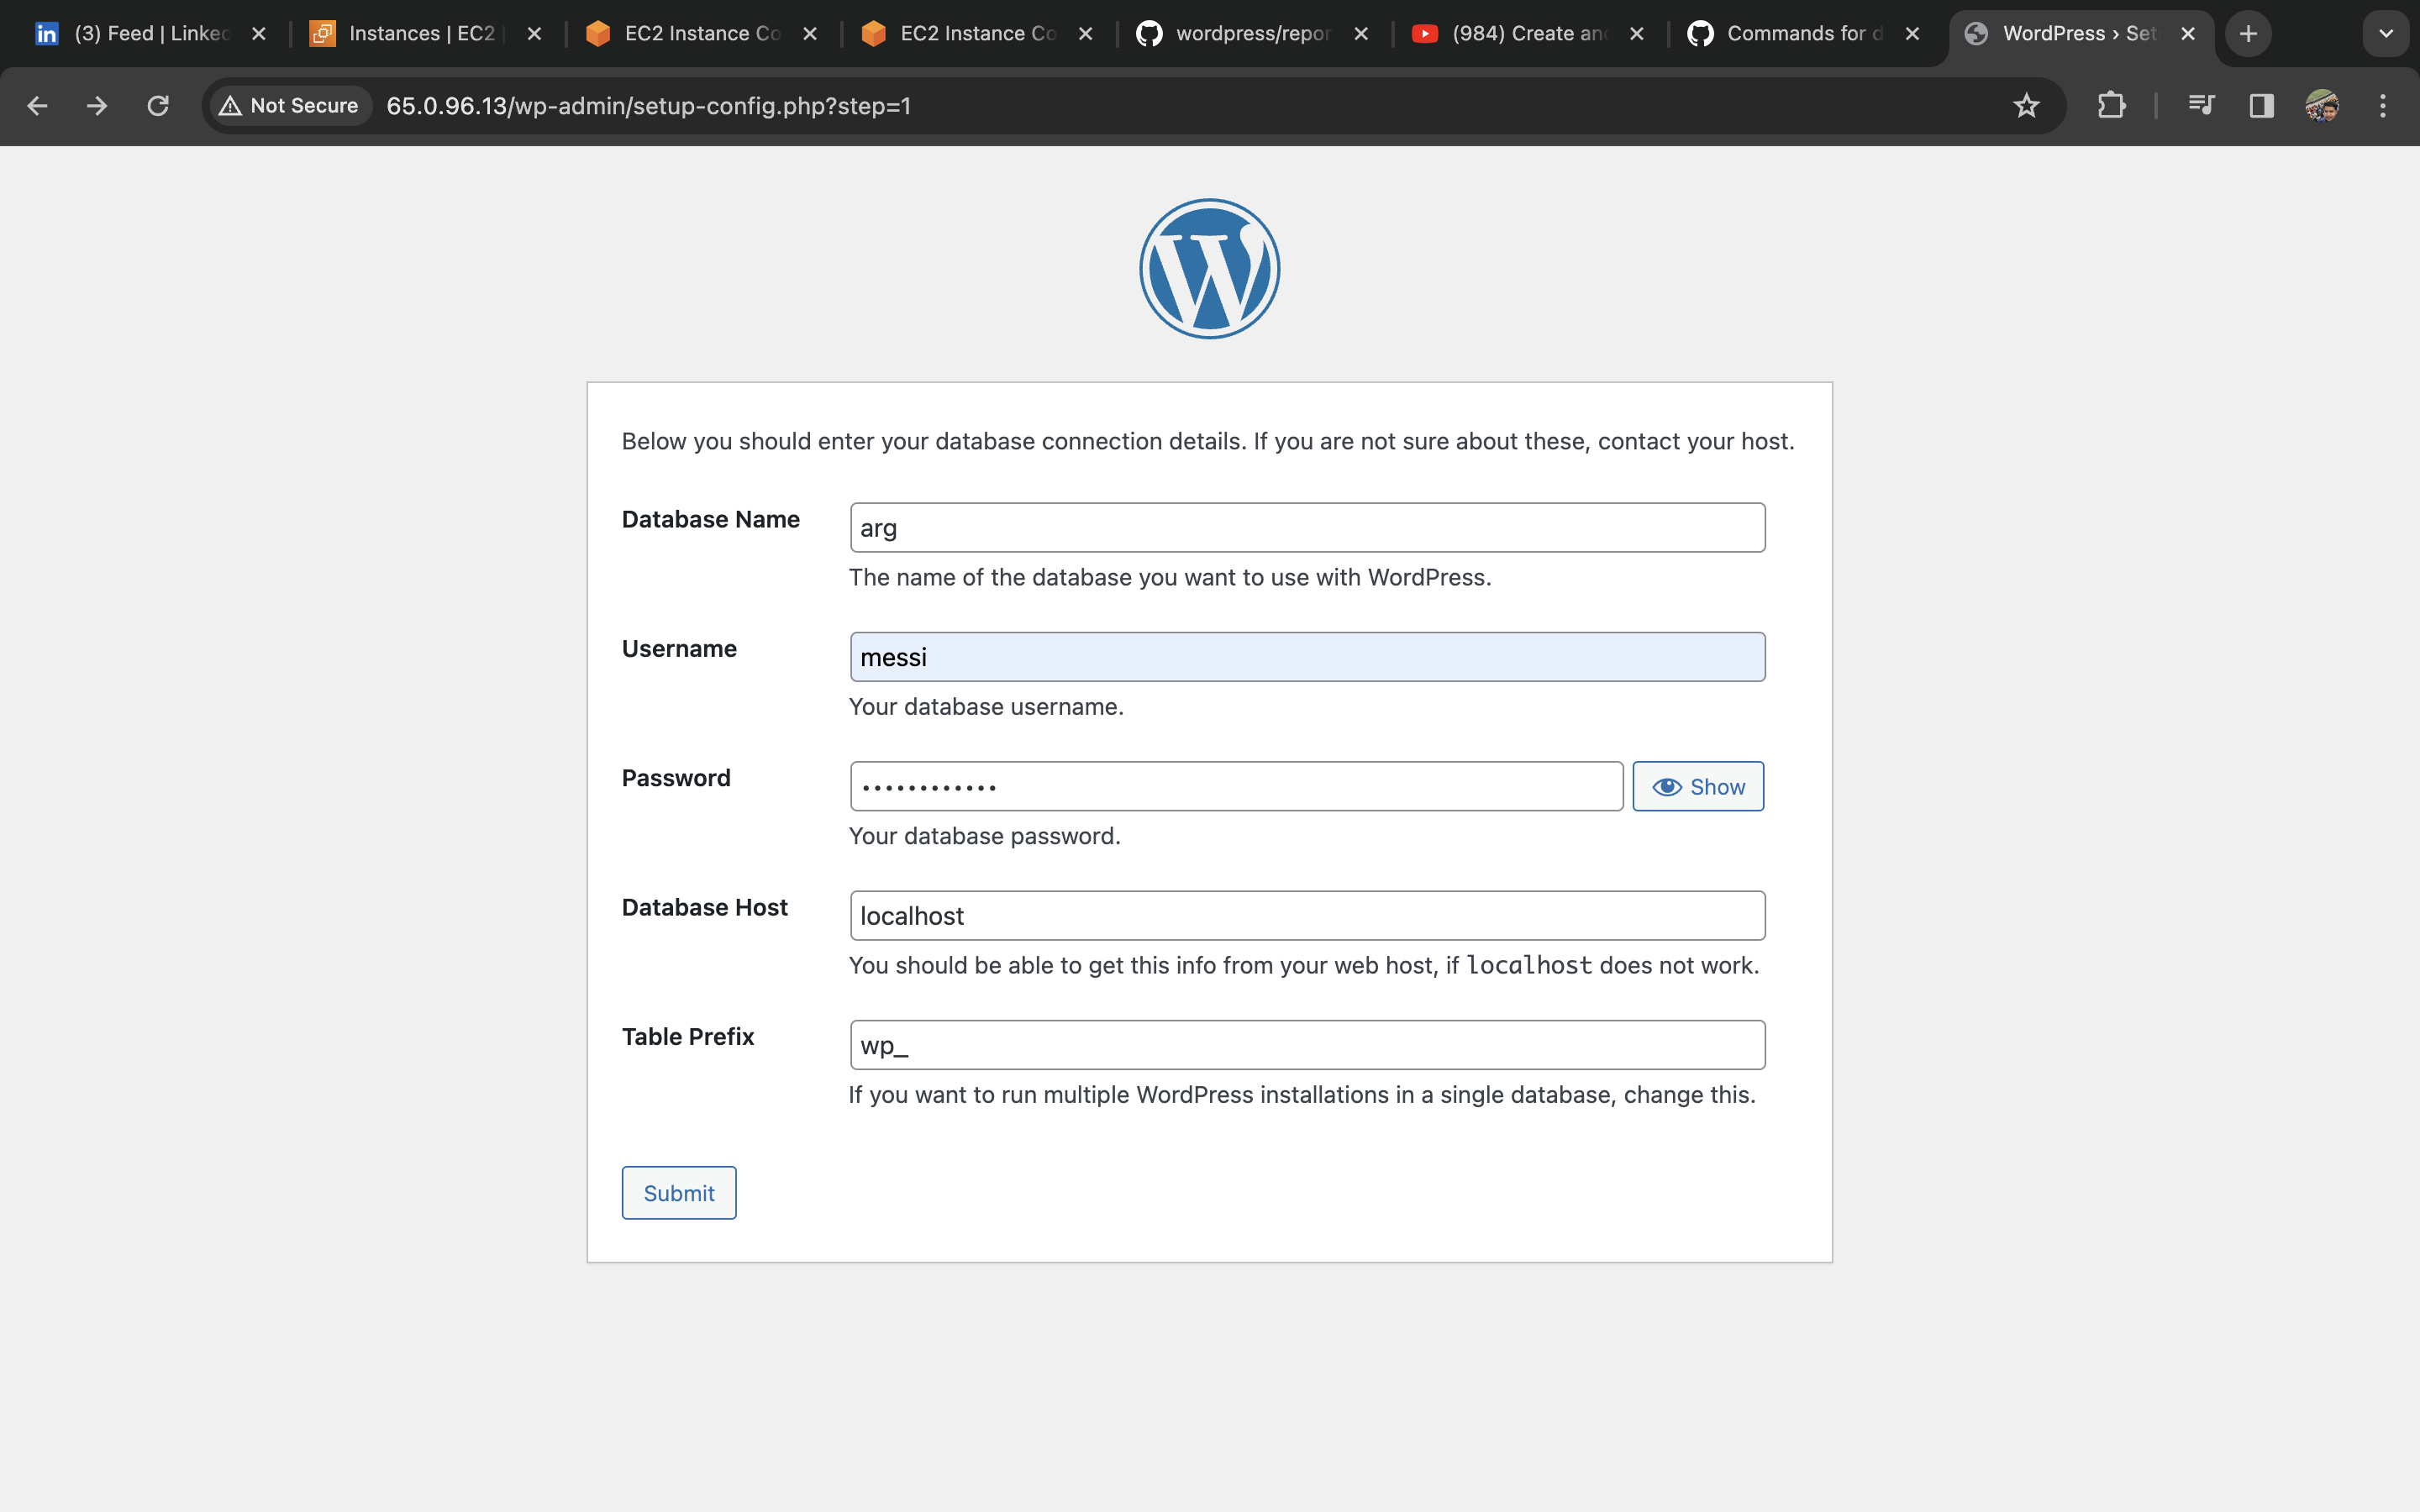 (3) Feed | Linked
Instances | EC2
EC2 Instance Co
EC2 Instance Co
wordpress/repor
(984) Create and
Commands for d
WordPress › Set
Not Secure
65.0.96.13/wp-admin/setup-config.php?step=1
Below you should enter your database connection details. If you are not sure about these, contact your host.
Database Name
arg
The name of the database you want to use with WordPress.
Username
messi
Your database username.
Password
••••••••••••
Show
Your database password.
Database Host
localhost
You should be able to get this info from your web host, if localhost does not work.
Table Prefix
wp_
If you want to run multiple WordPress installations in a single database, change this.
Submit